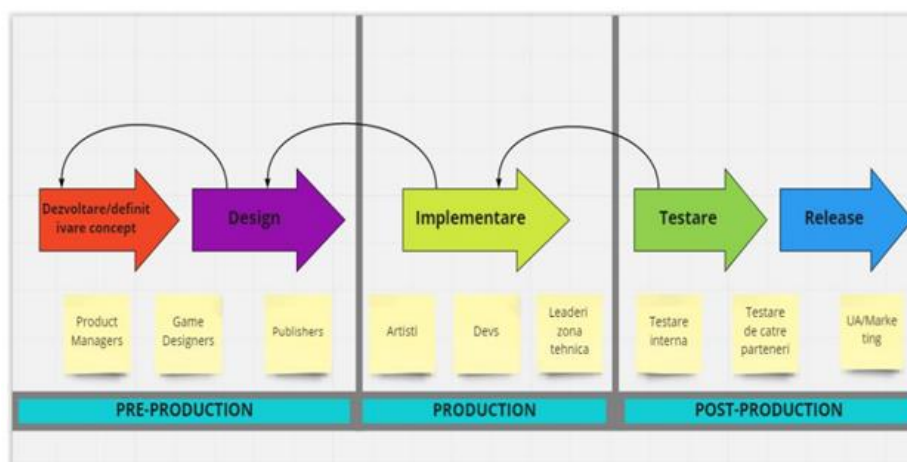 Dezvoltare/definit
ivare concept
Design
Implementare
Testare
Release
Product
Managers
Game
Designers
Publishers
Artisti
Devs
Leaderi
zona
tehnica
Testare
interna
Testare
de catre
parteneri
UA/Marke
ting
PRE-PRODUCTION
PRODUCTION
POST-PRODUCTION